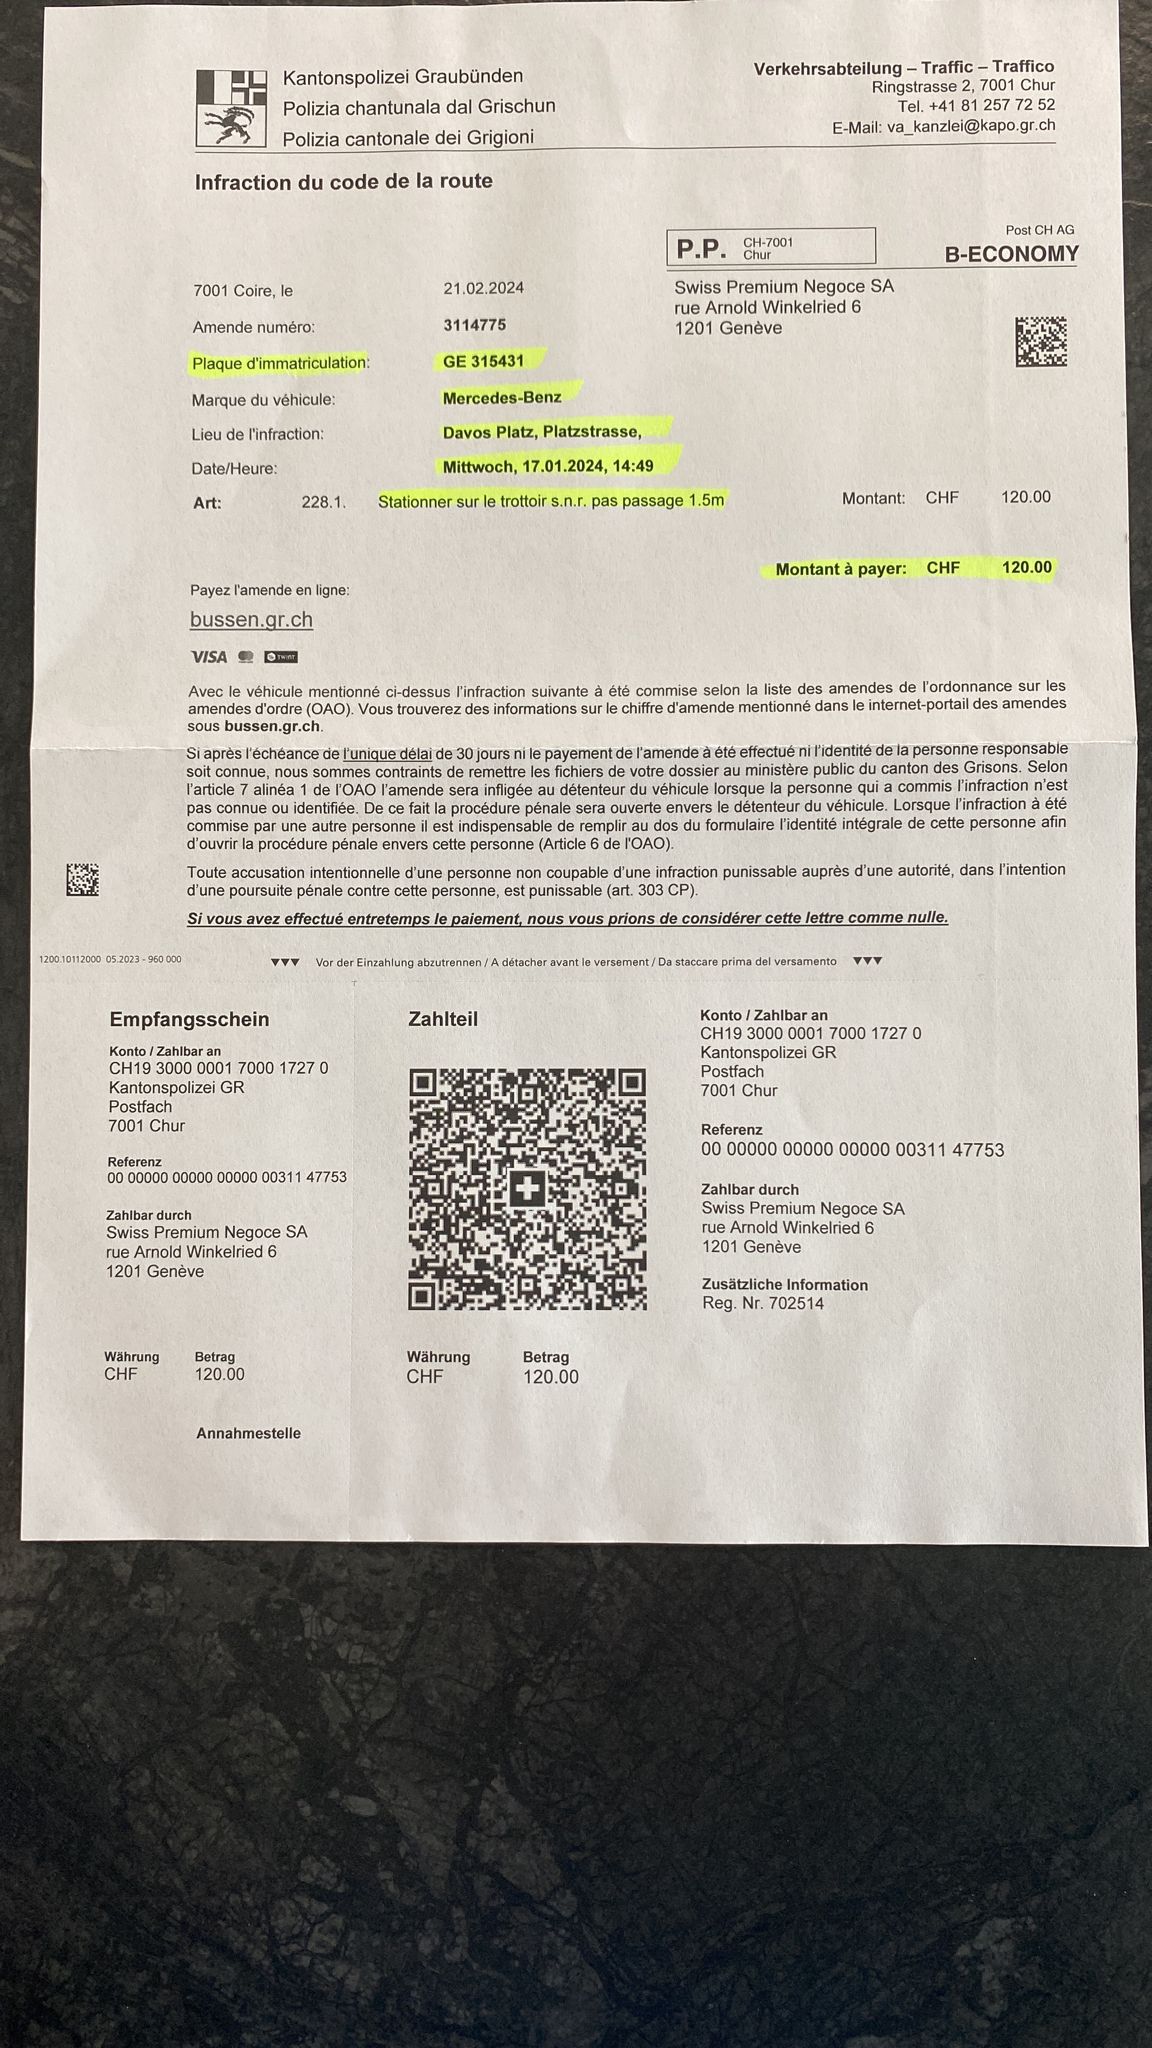 Kantonspolizei Graubünden
Polizia chantunala dal Grischun
Polizia cantonale dei Grigioni
Verkehrsabteilung – Traffic – Traffico
Ringstrasse 2, 7001 Chur
Tel. +41 81 257 72 52
E-Mail: va_kanzlei@kapo.gr.ch
Infraction du code de la route
P.P. CH-7001 Chur
Post CH AG
B-ECONOMY
Swiss Premium Negoce SA
rue Arnold Winkelried 6
1201 Genève
7001 Coire, le 21.02.2024
Amende numéro: 3114775
Plaque d'immatriculation: GE 315431
Marque du véhicule: Mercedes-Benz
Lieu de l'infraction: Davos Platz, Platzstrasse,
Date/Heure: Mittwoch, 17.01.2024, 14:49
Art: 228.1. Stationner sur le trottoir s.n.r. pas passage 1.5m Montant: CHF 120.00
Montant à payer: CHF 120.00
Payez l'amende en ligne:
bussen.gr.ch
VISA TWINT
Avec le véhicule mentionné ci-dessus l'infraction suivante à été commise selon la liste des amendes de l'ordonnance sur les
amendes d'ordre (OAO). Vous trouverez des informations sur le chiffre d'amende mentionné dans le internet-portail des amendes
sous bussen.gr.ch.
Si après l'échéance de l'unique délai de 30 jours ni le payement de l'amende à été effectué ni l'identité de la personne responsable
soit connue, nous sommes contraints de remettre les fichiers de votre dossier au ministère public du canton des Grisons. Selon
l'article 7 alinéa 1 de l'OAO l'amende sera infligée au détenteur du véhicule lorsque la personne qui a commis l'infraction n'est
pas connue ou identifiée. De ce fait la procédure pénale sera ouverte envers le détenteur du véhicule. Lorsque l'infraction à été
commise par une autre personne il est indispensable de remplir au dos du formulaire l'identité intégrale de cette personne afin
d'ouvrir la procédure pénale envers cette personne (Article 6 de l'OAO).
Toute accusation intentionnelle d'une personne non coupable d'une infraction punissable auprès d'une autorité, dans l'intention
d'une poursuite pénale contre cette personne, est punissable (art. 303 CP).
Si vous avez effectué entretemps le paiement, nous vous prions de considérer cette lettre comme nulle.
1200.10112000 05.2023 - 960 000
▼▼▼ Vor der Einzahlung abzutrennen / A détacher avant le versement / Da staccare prima del versamento ▼▼▼
Empfangsschein
Konto / Zahlbar an
CH19 3000 0001 7000 1727 0
Kantonspolizei GR
Postfach
7001 Chur
Referenz
00 00000 00000 00000 00311 47753
Zahlbar durch
Swiss Premium Negoce SA
rue Arnold Winkelried 6
1201 Genève
Währung Betrag
CHF 120.00
Annahmestelle
Zahlteil
Währung Betrag
CHF 120.00
Konto / Zahlbar an
CH19 3000 0001 7000 1727 0
Kantonspolizei GR
Postfach
7001 Chur
Referenz
00 00000 00000 00000 00311 47753
Zahlbar durch
Swiss Premium Negoce SA
rue Arnold Winkelried 6
1201 Genève
Zusätzliche Information
Reg. Nr. 702514